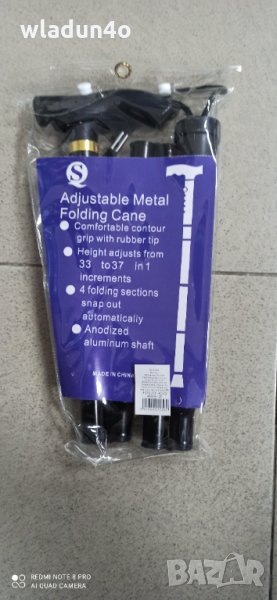 wladun4o
SQ
Adjustable Metal
Folding Cane
Comfortable contour
grip with rubber tip
Height adjusts from
33 to 37 in 1
increments
4 folding sections
snap out
automatically
Anodized
aluminum shaft
MADE IN CHINA
REDMI NOTE 8 PRO
AI QUAD CAMERA
bazar